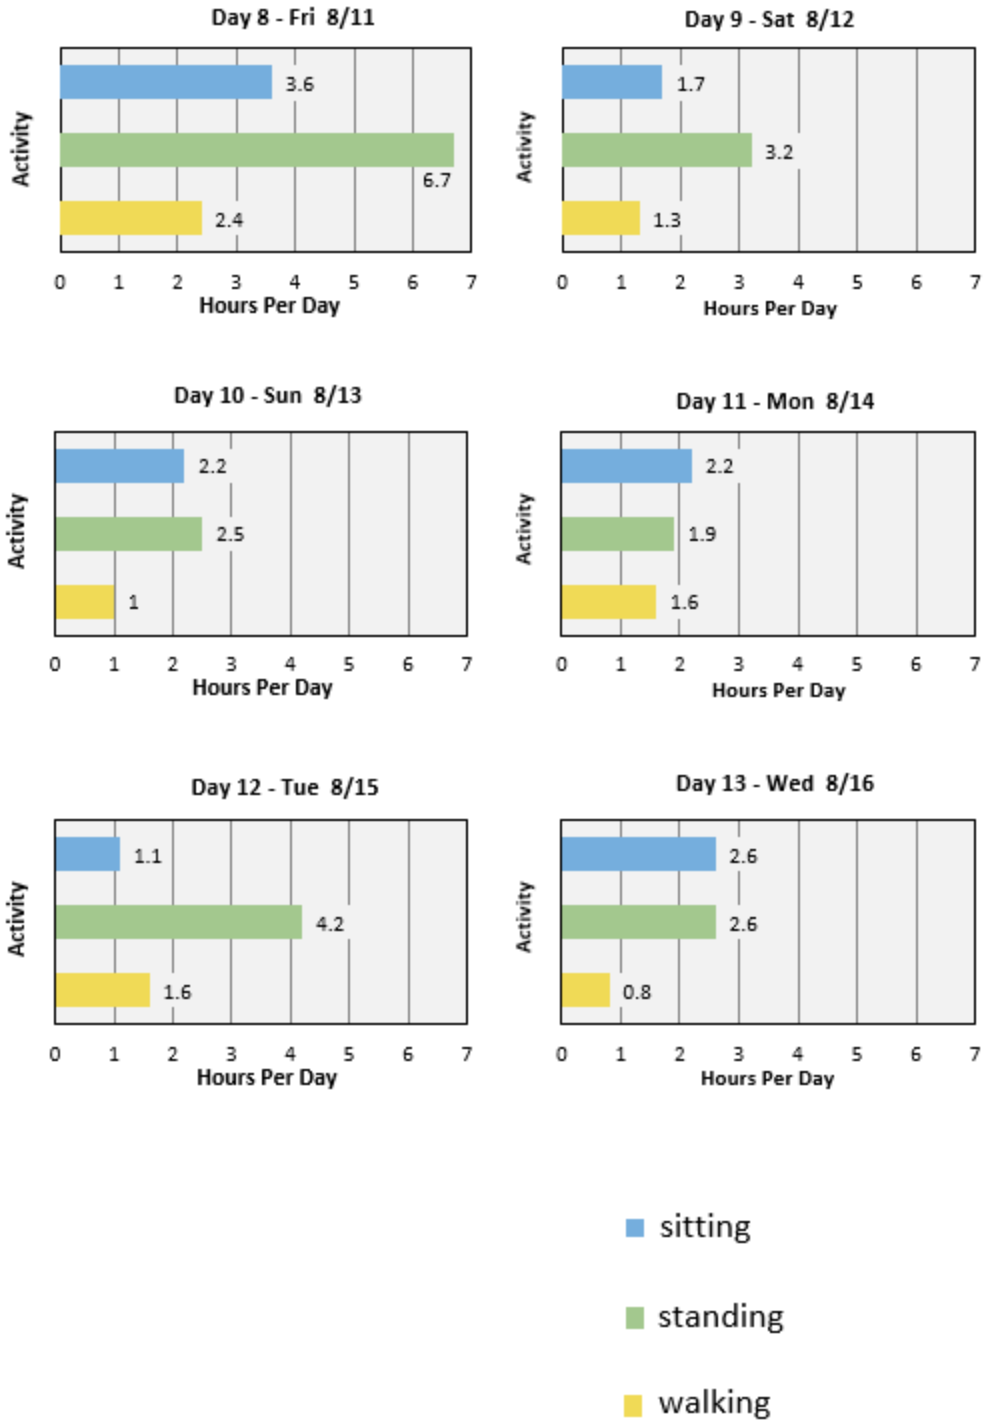 Day 8 - Fri  8/11
Activity
3.6
6.7
2.4
0 1 2 3 4 5 6 7
Hours Per Day
Day 9 - Sat  8/12
Activity
1.7
3.2
1.3
0 1 2 3 4 5 6 7
Hours Per Day
Day 10 - Sun  8/13
Activity
2.2
2.5
1
0 1 2 3 4 5 6 7
Hours Per Day
Day 11 - Mon  8/14
Activity
2.2
1.9
1.6
0 1 2 3 4 5 6 7
Hours Per Day
Day 12 - Tue  8/15
Activity
1.1
4.2
1.6
0 1 2 3 4 5 6 7
Hours Per Day
Day 13 - Wed  8/16
Activity
2.6
2.6
0.8
0 1 2 3 4 5 6 7
Hours Per Day
sitting
standing
walking